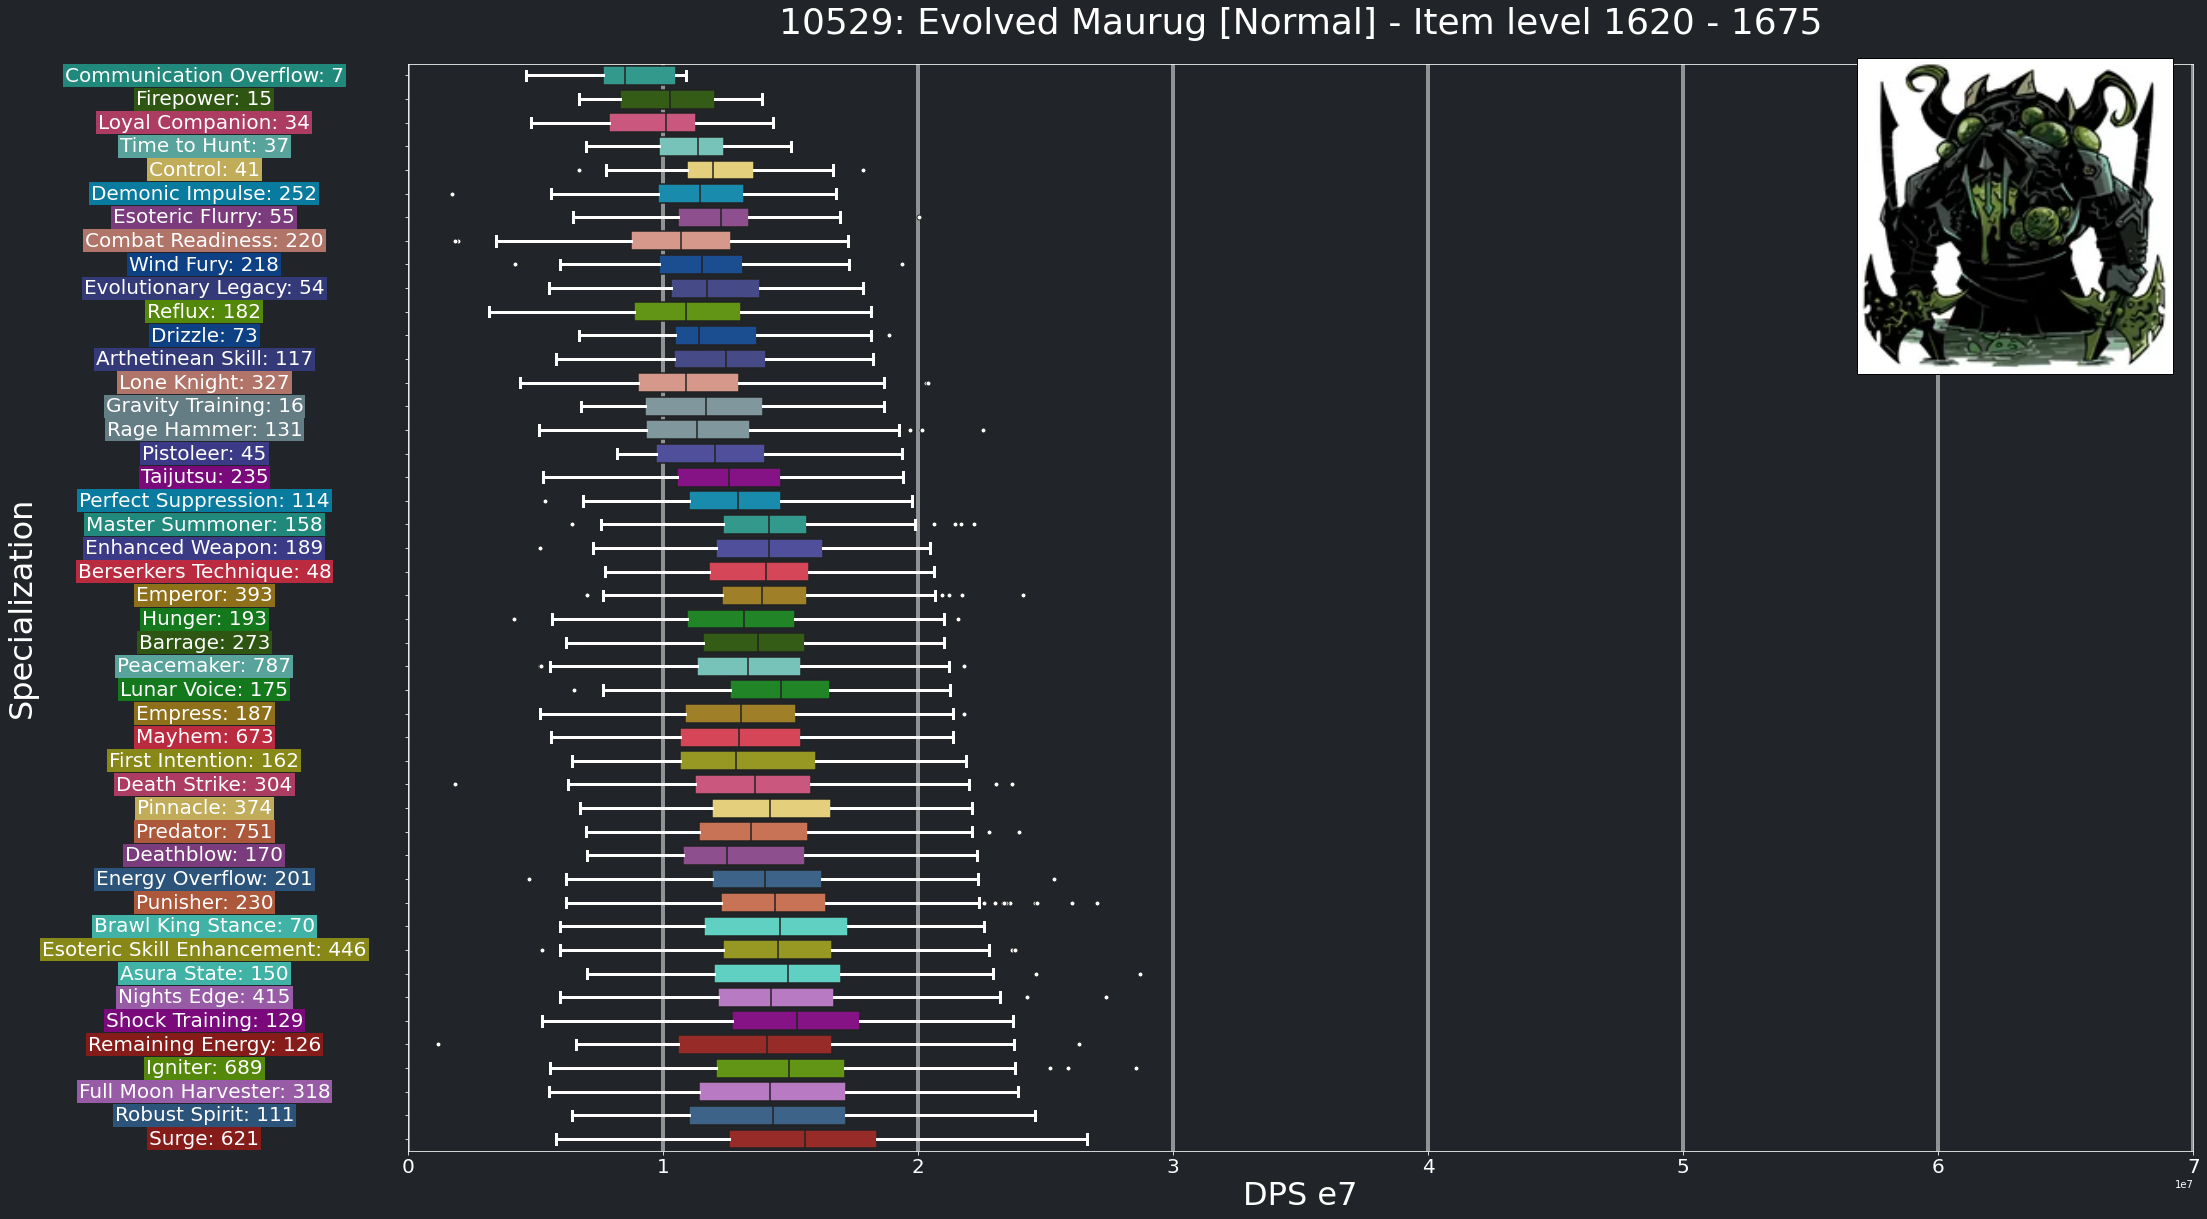 10529: Evolved Maurug [Normal] - Item level 1620 - 1675
Specialization
Communication Overflow: 7
Firepower: 15
Loyal Companion: 34
Time to Hunt: 37
Control: 41
Demonic Impulse: 252
Esoteric Flurry: 55
Combat Readiness: 220
Wind Fury: 218
Evolutionary Legacy: 54
Reflux: 182
Drizzle: 73
Arthetinean Skill: 117
Lone Knight: 327
Gravity Training: 16
Rage Hammer: 131
Pistoleer: 45
Taijutsu: 235
Perfect Suppression: 114
Master Summoner: 158
Enhanced Weapon: 189
Berserkers Technique: 48
Emperor: 393
Hunger: 193
Barrage: 273
Peacemaker: 787
Lunar Voice: 175
Empress: 187
Mayhem: 673
First Intention: 162
Death Strike: 304
Pinnacle: 374
Predator: 751
Deathblow: 170
Energy Overflow: 201
Punisher: 230
Brawl King Stance: 70
Esoteric Skill Enhancement: 446
Asura State: 150
Nights Edge: 415
Shock Training: 129
Remaining Energy: 126
Igniter: 689
Full Moon Harvester: 318
Robust Spirit: 111
Surge: 621
0 1 2 3 4 5 6 7
DPS e7
1e7